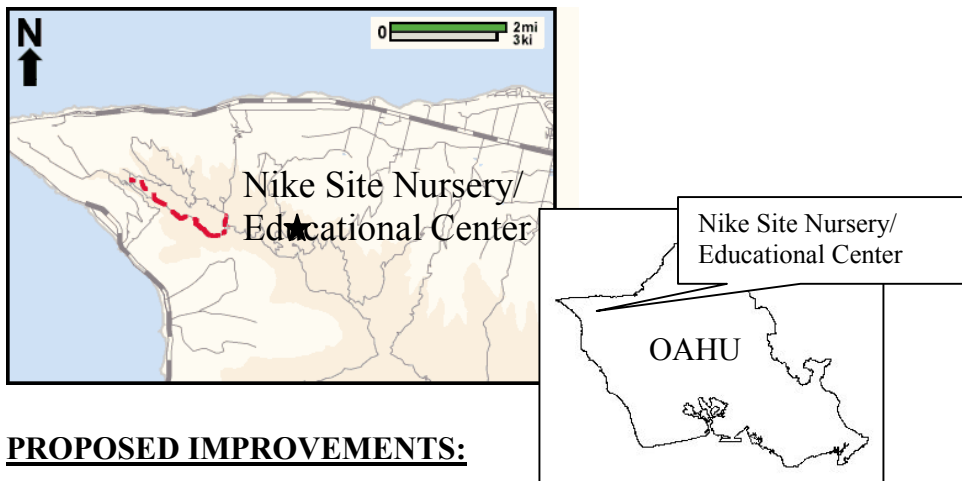 N
0 2mi
3ki
Nike Site Nursery/
Educational Center
Nike Site Nursery/
Educational Center
OAHU
PROPOSED IMPROVEMENTS: